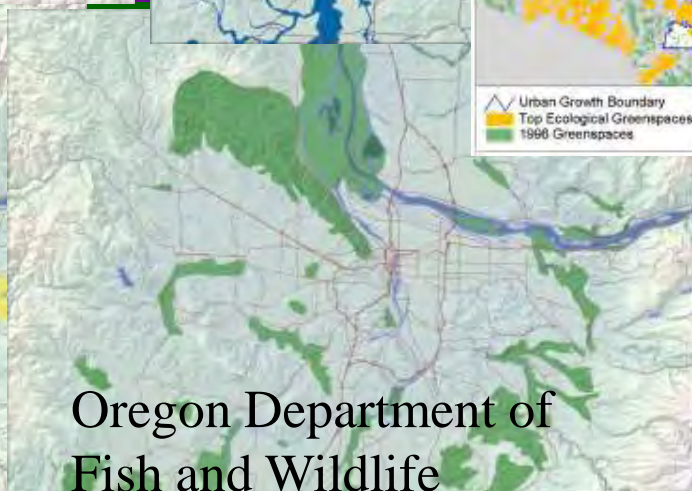 Urban Growth Boundary
Top Ecological Greenspaces
1996 Greenspaces
Oregon Department of
Fish and Wildlife